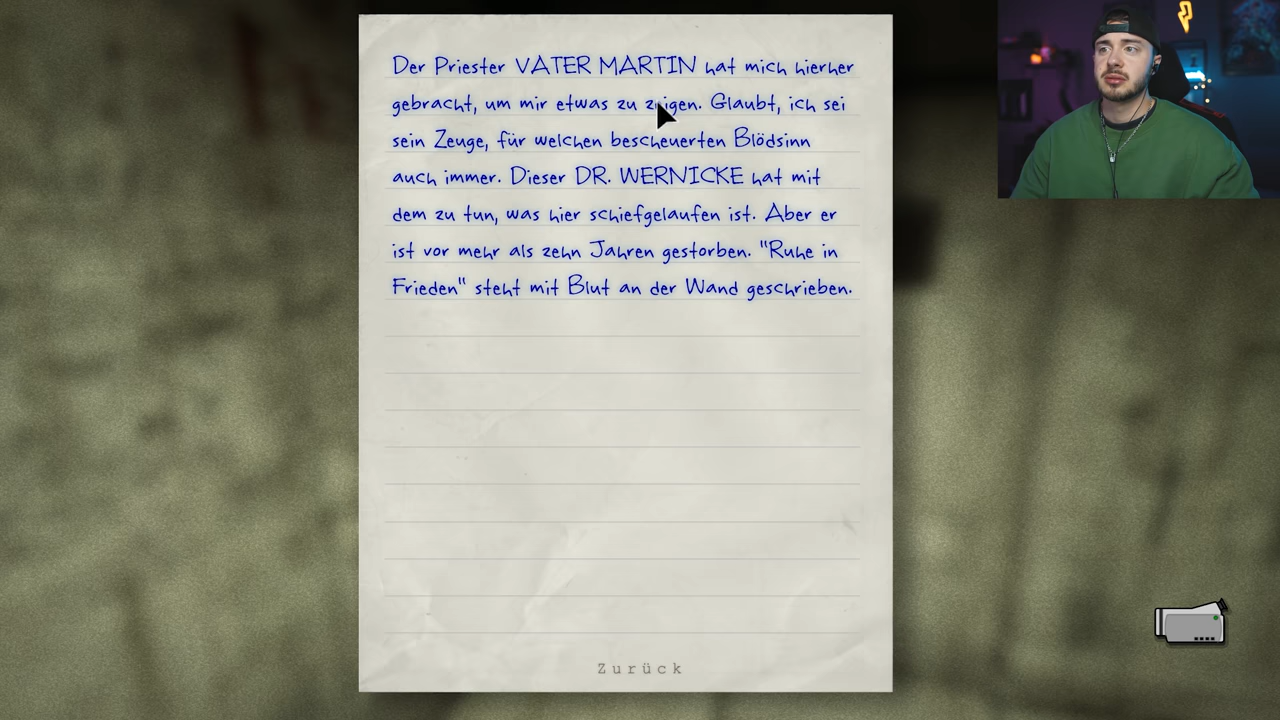 Der Priester VATER MARTIN hat mich hierher
gebracht, um mir etwas zu zeigen. Glaubt, ich sei
sein Zeuge, für welchen bescheuerten Blödsinn
auch immer. Dieser DR. WERNICKE hat mit
dem zu tun, was hier schiefgelaufen ist. Aber er
ist vor mehr als zehn Jahren gestorben. "Ruhe in
Frieden" steht mit Blut an der Wand geschrieben.
Zurück